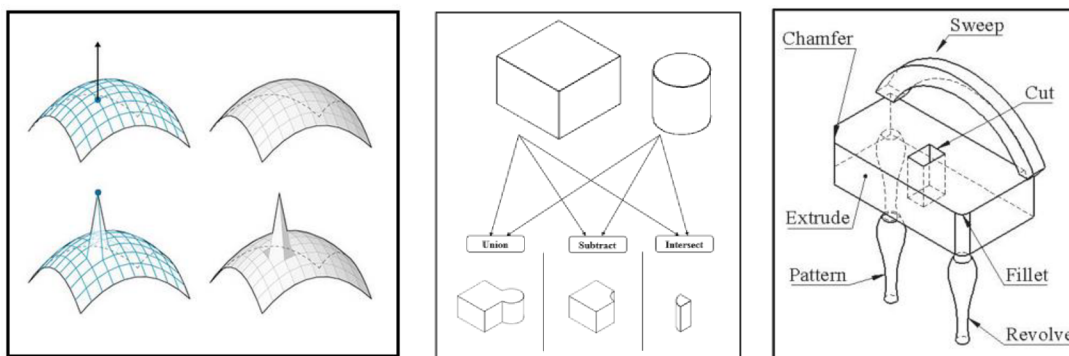 Union
Subtract
Intersect
Sweep
Chamfer
Cut
Extrude
Pattern
Fillet
Revolve